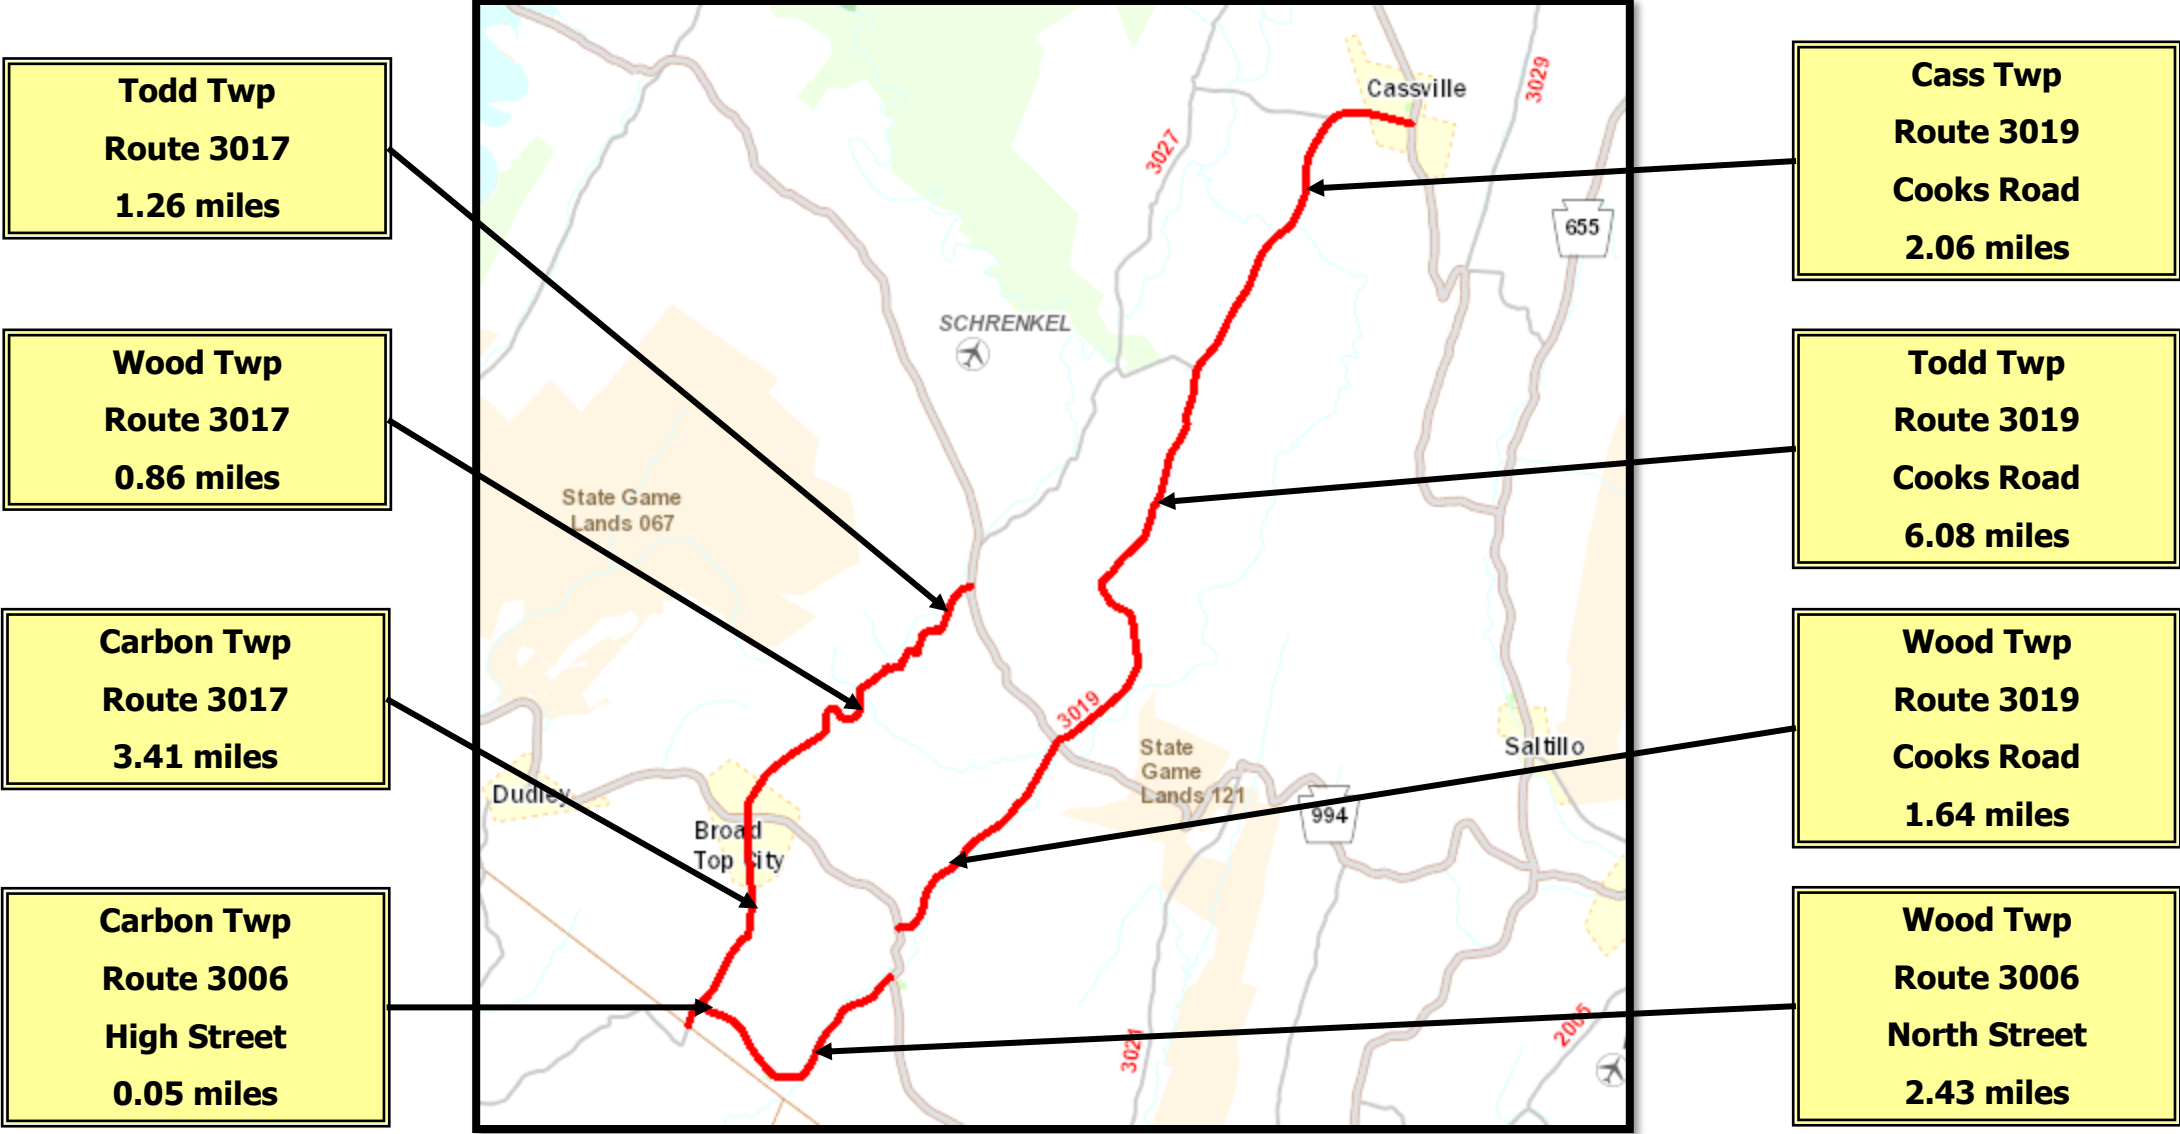 Todd Twp
Route 3017
1.26 miles
Wood Twp
Route 3017
0.86 miles
Carbon Twp
Route 3017
3.41 miles
Carbon Twp
Route 3006
High Street
0.05 miles
Cassville
3029
3027
655
SCHRENKEL
State Game
Lands 067
3019
State
Game
Lands 121
Saltillo
Dudley
994
Broad
Top City
3021
2005
Cass Twp
Route 3019
Cooks Road
2.06 miles
Todd Twp
Route 3019
Cooks Road
6.08 miles
Wood Twp
Route 3019
Cooks Road
1.64 miles
Wood Twp
Route 3006
North Street
2.43 miles